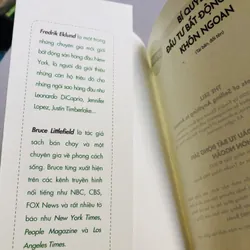 Fredrik Eklund là một trong
những chuyên gia môi giới
bất động sản hàng đầu New
York, là người đã giới thiệu
những căn hộ triệu đô cho
những ngôi sao hàng đầu như
Leonardo DiCaprio, Jennifer
Lopez, Justin Timberlake...
Bruce Littlefield là tác giả
sách bán chạy và một
chuyên gia về phong cách
sống. Bruce từng xuất hiện
trên các kênh truyền hình
nổi tiếng như NBC, CBS,
FOX News và rất nhiều tờ
báo như New York Times,
People Magazine và Los
Angeles Times.
BÍ QUYẾT
ĐẦU TƯ BẤT ĐỘNG
KHÔN NGOAN
(Tái bản, đổi tên)